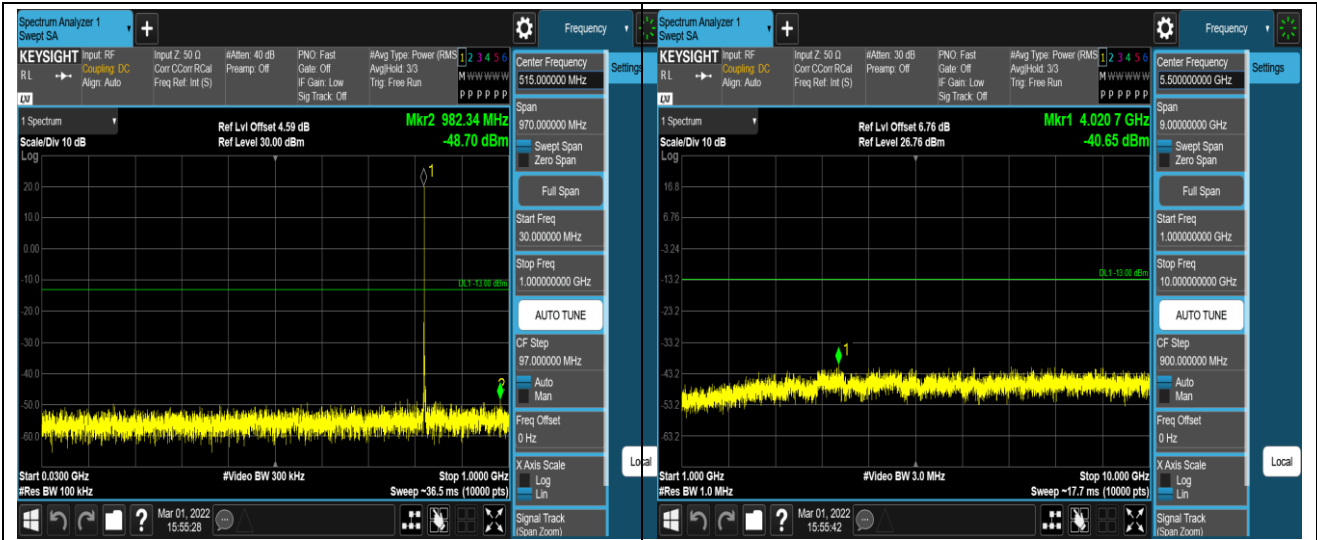 Spectrum Analyzer 1
Swept SA
+
Frequency
KEYSIGHT
RL
LXI
Input: RF
Coupling: DC
Align: Auto
Input Z: 50 Ω
Corr CCorr RCal
Freq Ref: Int (S)
#Atten: 40 dB
Preamp: Off
PNO: Fast
Gate: Off
IF Gain: Low
Sig Track: Off
#Avg Type: Power (RMS
Avg|Hold: 3/3
Trig: Free Run
1 2 3 4 5 6
M W W W W W
P P P P P P
Center Frequency
515.000000 MHz
Settings
1 Spectrum
Scale/Div 10 dB
Log
Ref Lvl Offset 4.59 dB
Ref Level 30.00 dBm
Mkr2 982.34 MHz
-48.70 dBm
Span
970.000000 MHz
Swept Span
Zero Span
Full Span
Start Freq
30.000000 MHz
Stop Freq
1.000000000 GHz
AUTO TUNE
CF Step
97.000000 MHz
Auto
Man
Freq Offset
0 Hz
X Axis Scale
Log
Lin
Signal Track
(Span Zoom)
Local
1
20.0
10.0
0.00
-10.0
DL1 -13.00 dBm
-20.0
-30.0
-40.0
2
-50.0
-60.0
Start 0.0300 GHz
#Res BW 100 kHz
#Video BW 300 kHz
Stop 1.0000 GHz
Sweep ~36.5 ms (10000 pts)
?
Mar 01, 2022
15:55:28
Spectrum Analyzer 1
Swept SA
+
Frequency
KEYSIGHT
RL
LXI
Input: RF
Coupling: DC
Align: Auto
Input Z: 50 Ω
Corr CCorr RCal
Freq Ref: Int (S)
#Atten: 30 dB
Preamp: Off
PNO: Fast
Gate: Off
IF Gain: Low
Sig Track: Off
#Avg Type: Power (RMS
Avg|Hold: 3/3
Trig: Free Run
1 2 3 4 5 6
M W W W W W
P P P P P P
Center Frequency
5.500000000 GHz
Settings
1 Spectrum
Scale/Div 10 dB
Log
Ref Lvl Offset 6.76 dB
Ref Level 26.76 dBm
Mkr1 4.020 7 GHz
-40.65 dBm
Span
9.00000000 GHz
Swept Span
Zero Span
Full Span
Start Freq
1.000000000 GHz
Stop Freq
10.000000000 GHz
AUTO TUNE
CF Step
900.000000 MHz
Auto
Man
Freq Offset
0 Hz
X Axis Scale
Log
Lin
Signal Track
(Span Zoom)
Local
16.8
6.76
-3.24
-13.2
DL1 -13.00 dBm
-23.2
-33.2
1
-43.2
-53.2
-63.2
Start 1.000 GHz
#Res BW 1.0 MHz
#Video BW 3.0 MHz
Stop 10.000 GHz
Sweep ~17.7 ms (10000 pts)
?
Mar 01, 2022
15:55:42